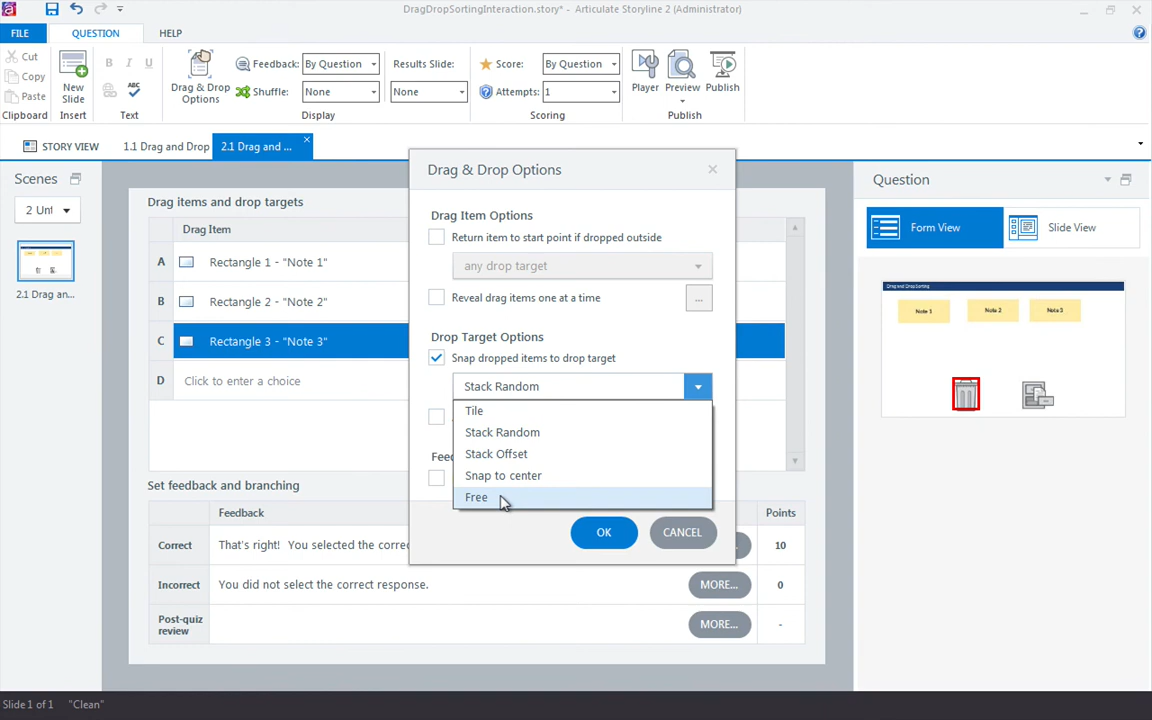 DragDropSortingInteraction.story* - Articulate Storyline 2 (Administrator)
FILE QUESTION HELP
Cut
Copy
Paste
Clipboard
New Slide
Insert
B I U
ABC
Text
Drag & Drop Options
Feedback: By Question
Shuffle: None
Results Slide:
None
Display
Score: By Question
Attempts: 1
Scoring
Player
Preview
Publish
Publish
STORY VIEW
1.1 Drag and Drop
2.1 Drag and ...
Scenes
2 Unt
2.1 Drag an...
Drag items and drop targets
Drag Item
A Rectangle 1 - "Note 1"
B Rectangle 2 - "Note 2"
C Rectangle 3 - "Note 3"
D Click to enter a choice
Set feedback and branching
Feedback
Points
Correct That's right! You selected the correc
10
Incorrect You did not select the correct response. MORE... 0
Post-quiz review MORE... -
Drag & Drop Options
Drag Item Options
Return item to start point if dropped outside
any drop target
Reveal drag items one at a time
...
Drop Target Options
Snap dropped items to drop target
Stack Random
Tile
Stack Random
Stack Offset
Snap to center
Free
Fee
OK CANCEL
Question
Form View
Slide View
Drag and Drop Sorting
Note 1 Note 2 Note 3
Slide 1 of 1 "Clean"